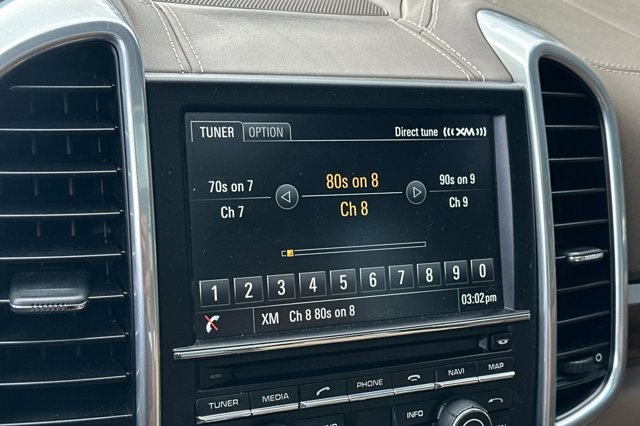 TUNER OPTION Direct tune XM
70s on 7 80s on 8 90s on 9
Ch 7 Ch 8 Ch 9
1 2 3 4 5 6 7 8 9 0
XM Ch 8 80s on 8 03:02pm
TUNER MEDIA PHONE NAVI MAP
INFO